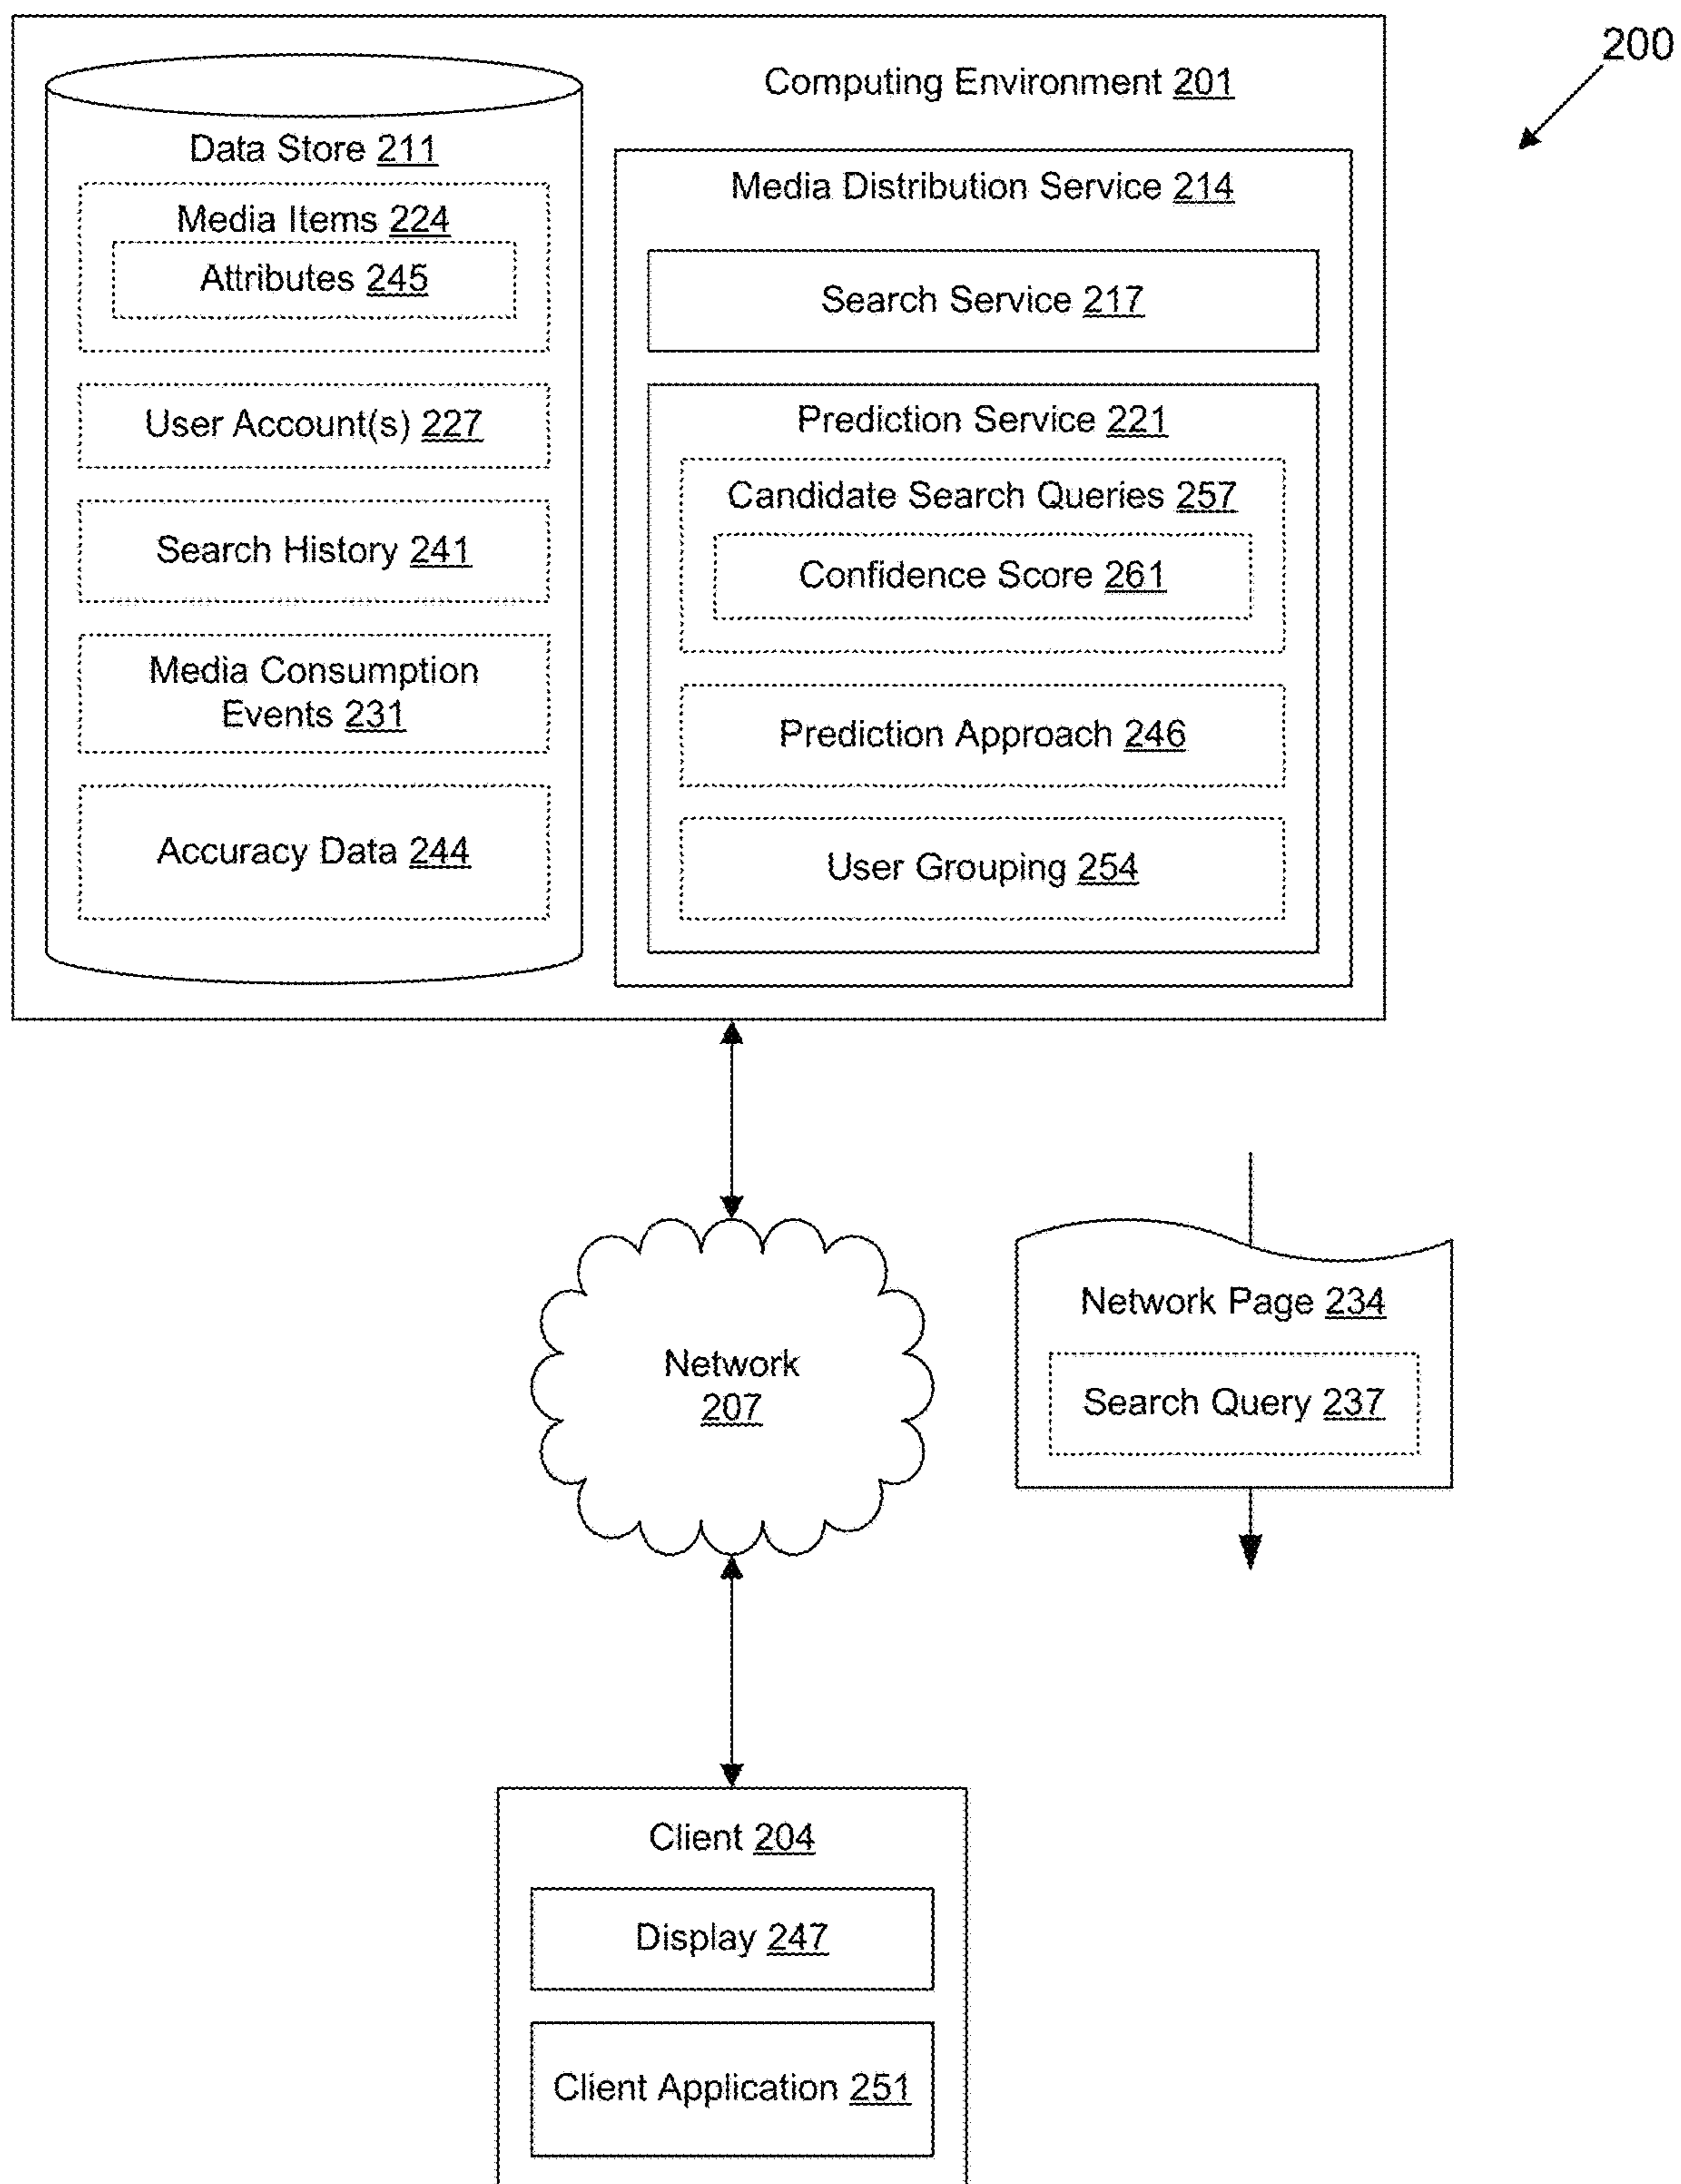 200
Computing Environment 201
Data Store 211
Media Items 224
Attributes 245
User Account(s) 227
Search History 241
Media Consumption
Events 231
Accuracy Data 244
Media Distribution Service 214
Search Service 217
Prediction Service 221
Candidate Search Queries 257
Confidence Score 261
Prediction Approach 246
User Grouping 254
Network
207
Network Page 234
Search Query 237
Client 204
Display 247
Client Application 251